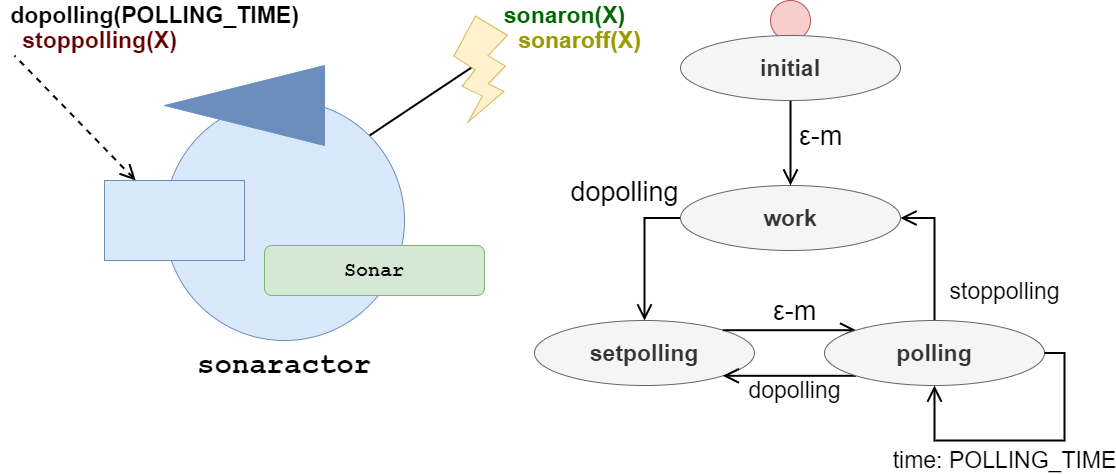 dopolling(POLLING_TIME)
stoppolling(X)
sonaron(X)
sonaroff(X)
Sonar
sonaractor
initial
ε-m
dopolling
work
stoppolling
ε-m
setpolling
polling
dopolling
time: POLLING_TIME